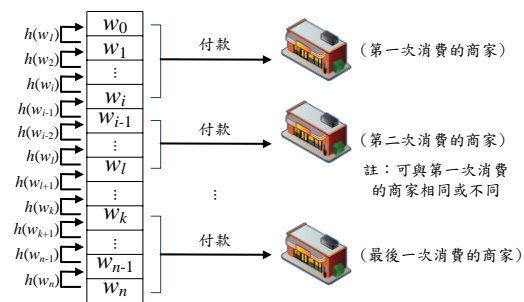 h(w1)
h(w2)
h(wi)
h(wi-1)
h(wi-2)
h(wl)
h(wl+1)
h(wk)
h(wk+1)
h(wn-1)
h(wn)
w0
w1
⋮
wi
wi-1
⋮
wl
⋮
wk
⋮
wn-1
wn
付款
(第一次消費的商家)
付款
(第二次消費的商家)
註：可與第一次消費
的商家相同或不同
⋮
付款
(最後一次消費的商家)